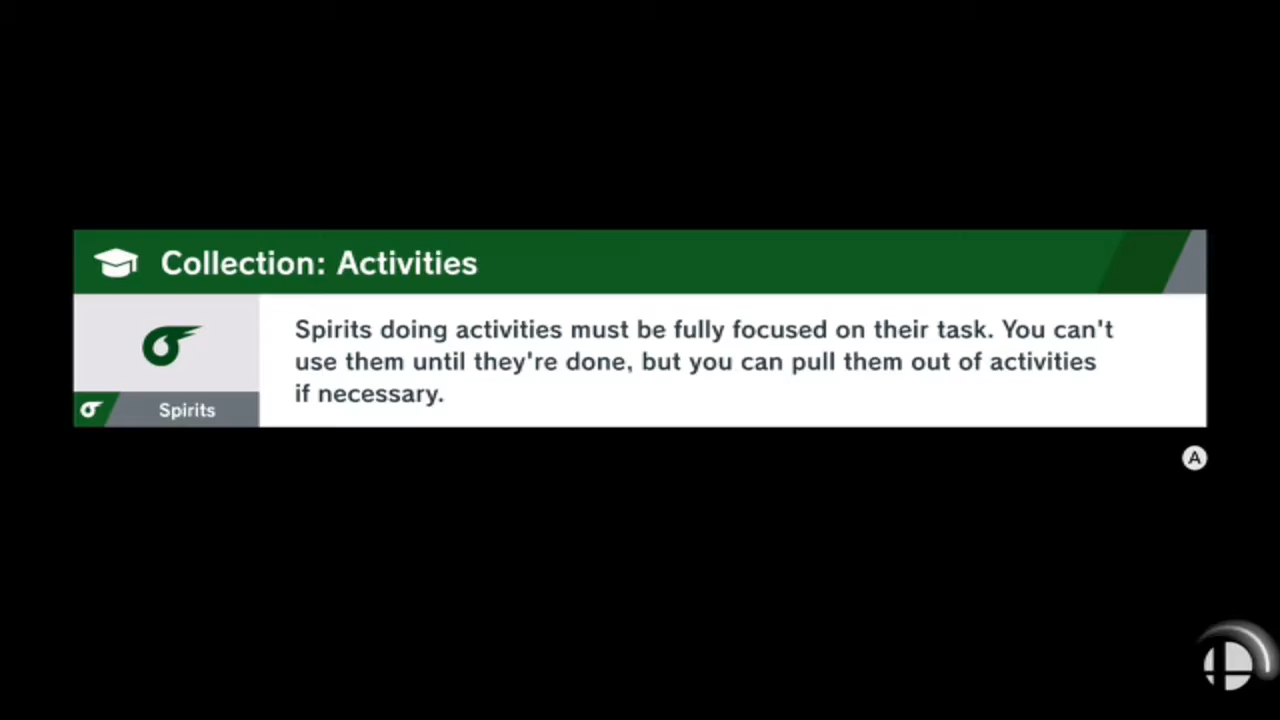 Collection: Activities
Spirits doing activities must be fully focused on their task. You can't
use them until they're done, but you can pull them out of activities
if necessary.
Spirits
A